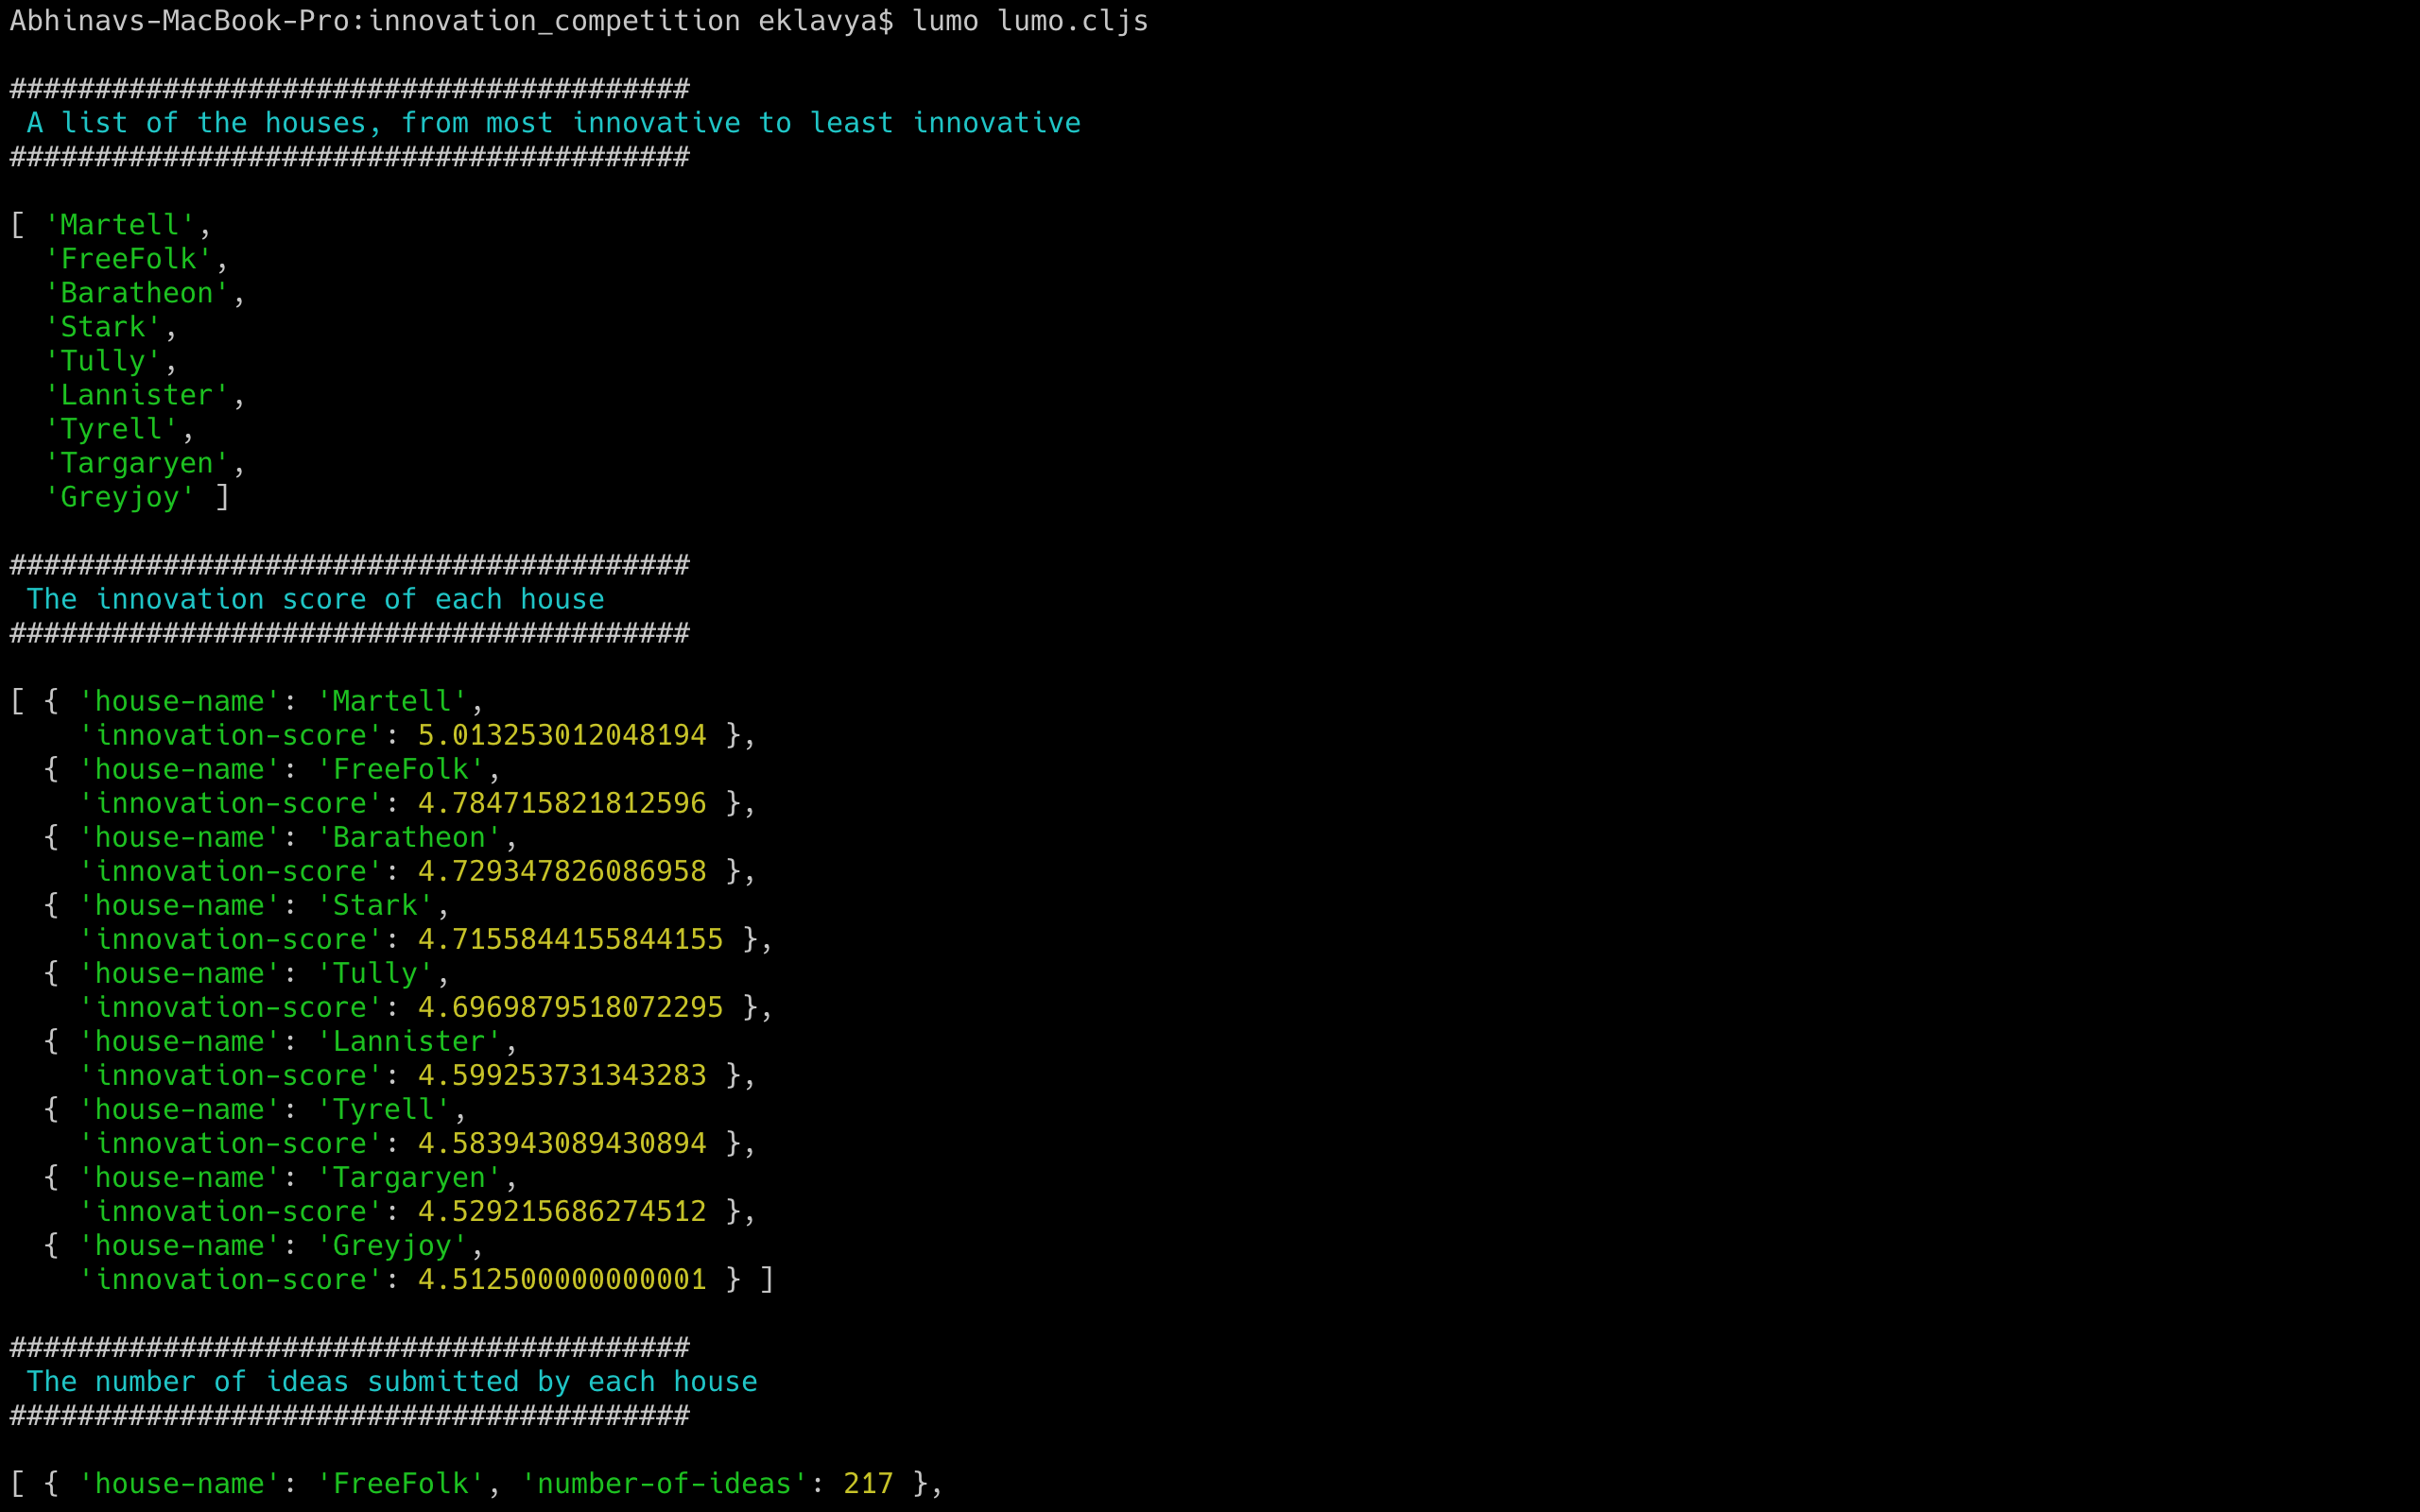 Abhinavs-MacBook-Pro:innovation_competition eklavya$ lumo lumo.cljs
########################################
 A list of the houses, from most innovative to least innovative
########################################
[ 'Martell',
  'FreeFolk',
  'Baratheon',
  'Stark',
  'Tully',
  'Lannister',
  'Tyrell',
  'Targaryen',
  'Greyjoy' ]
########################################
 The innovation score of each house
########################################
[ { 'house-name': 'Martell',
    'innovation-score': 5.013253012048194 },
  { 'house-name': 'FreeFolk',
    'innovation-score': 4.784715821812596 },
  { 'house-name': 'Baratheon',
    'innovation-score': 4.729347826086958 },
  { 'house-name': 'Stark',
    'innovation-score': 4.7155844155844155 },
  { 'house-name': 'Tully',
    'innovation-score': 4.6969879518072295 },
  { 'house-name': 'Lannister',
    'innovation-score': 4.599253731343283 },
  { 'house-name': 'Tyrell',
    'innovation-score': 4.583943089430894 },
  { 'house-name': 'Targaryen',
    'innovation-score': 4.529215686274512 },
  { 'house-name': 'Greyjoy',
    'innovation-score': 4.512500000000001 } ]
########################################
 The number of ideas submitted by each house
########################################
[ { 'house-name': 'FreeFolk', 'number-of-ideas': 217 },